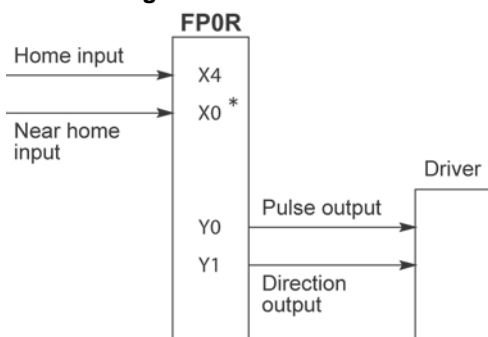 FP0R
Home input
X4
X0 *
Near home
input
Driver
Pulse output
Y0
Y1
Direction
output